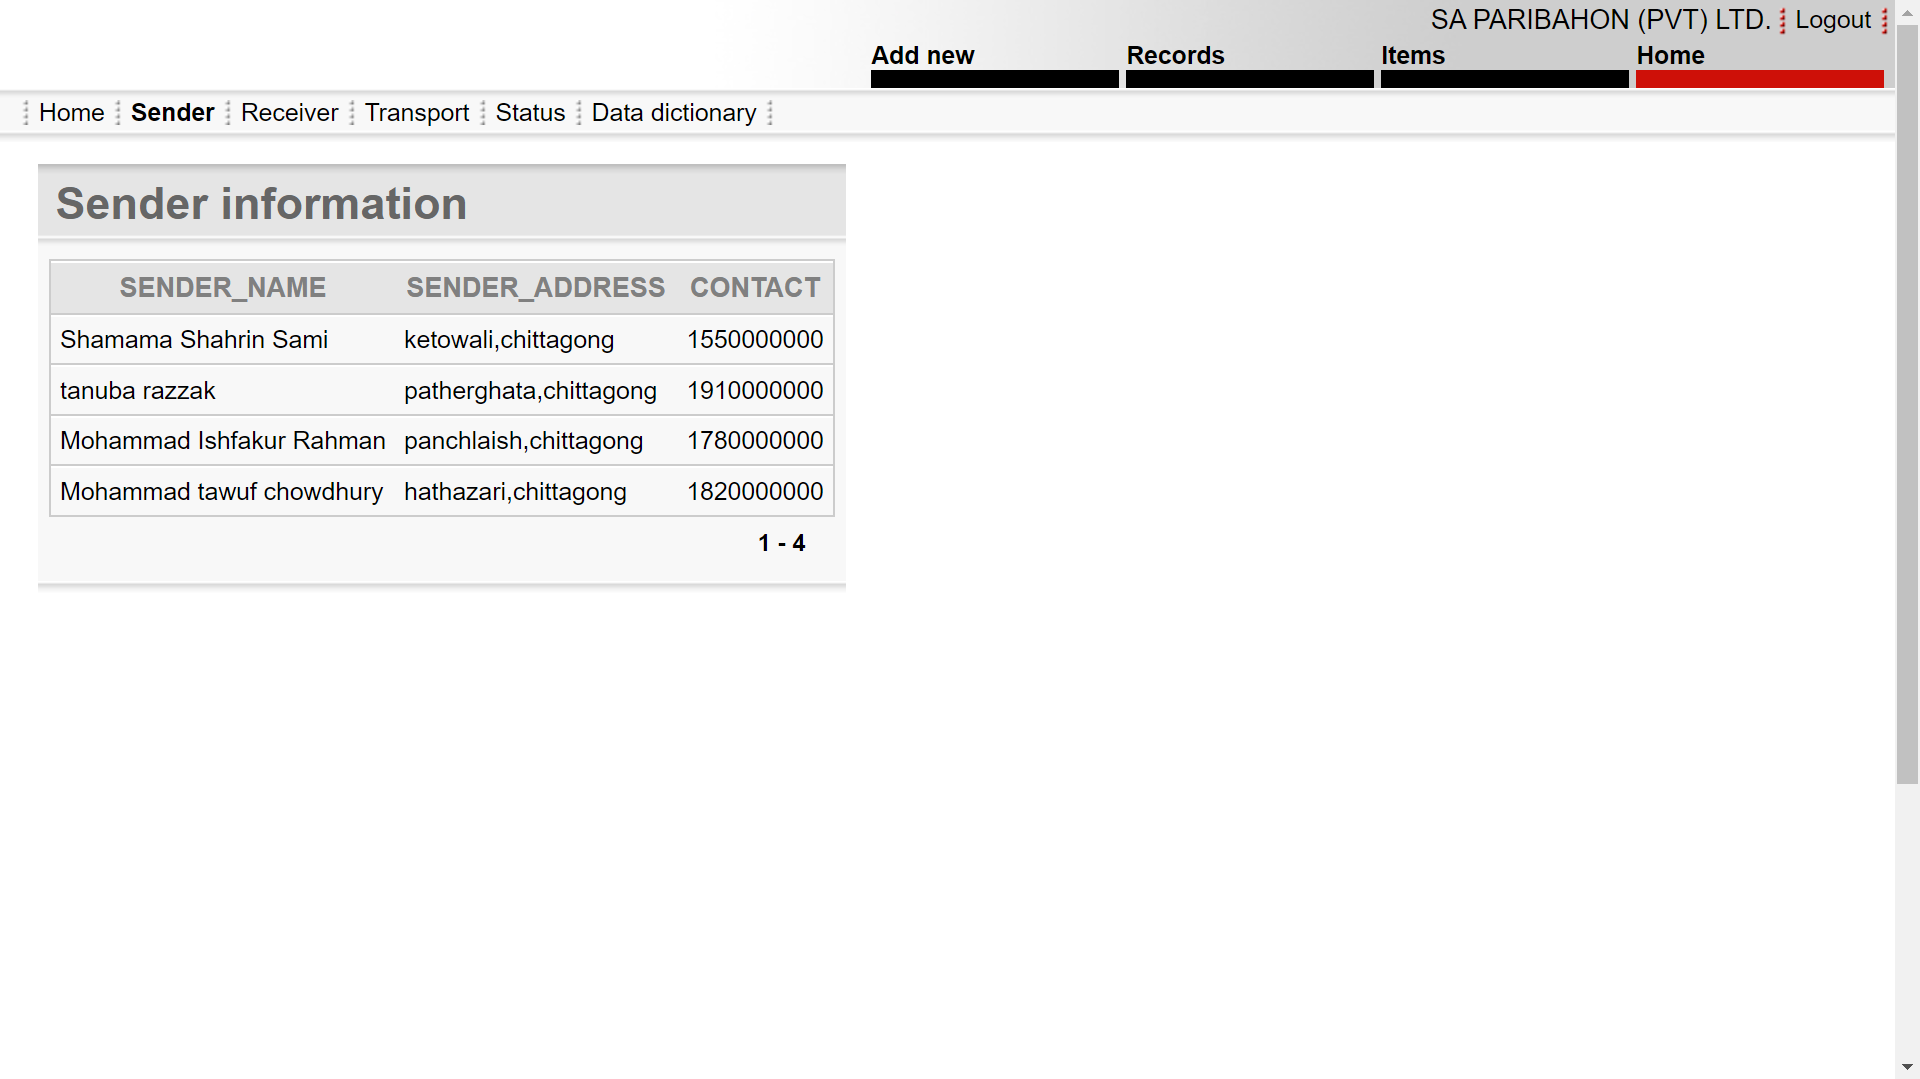 SA PARIBAHON (PVT) LTD. Logout
Add new Records Items Home
Home Sender Receiver Transport Status Data dictionary
Sender information
SENDER_NAME SENDER_ADDRESS CONTACT
Shamama Shahrin Sami ketowali,chittagong 1550000000
tanuba razzak patherghata,chittagong 1910000000
Mohammad Ishfakur Rahman panchlaish,chittagong 1780000000
Mohammad tawuf chowdhury hathazari,chittagong 1820000000
1 - 4